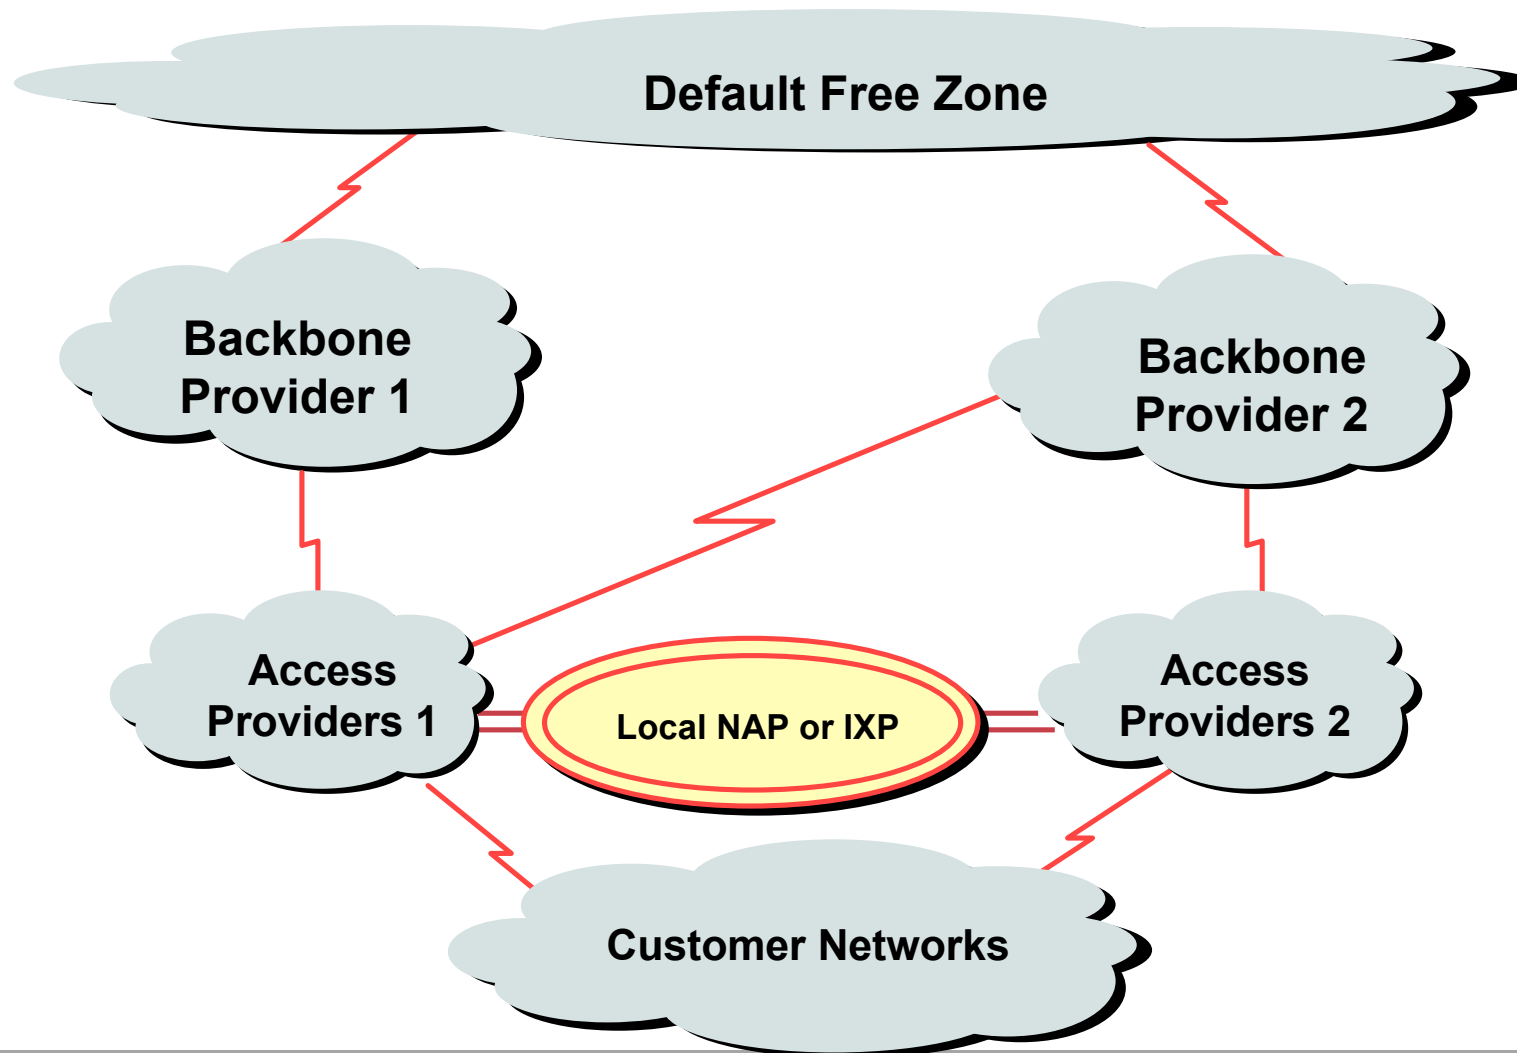 Default Free Zone
Backbone
Provider 1
Backbone
Provider 2
Access
Providers 1
Local NAP or IXP
Access
Providers 2
Customer Networks